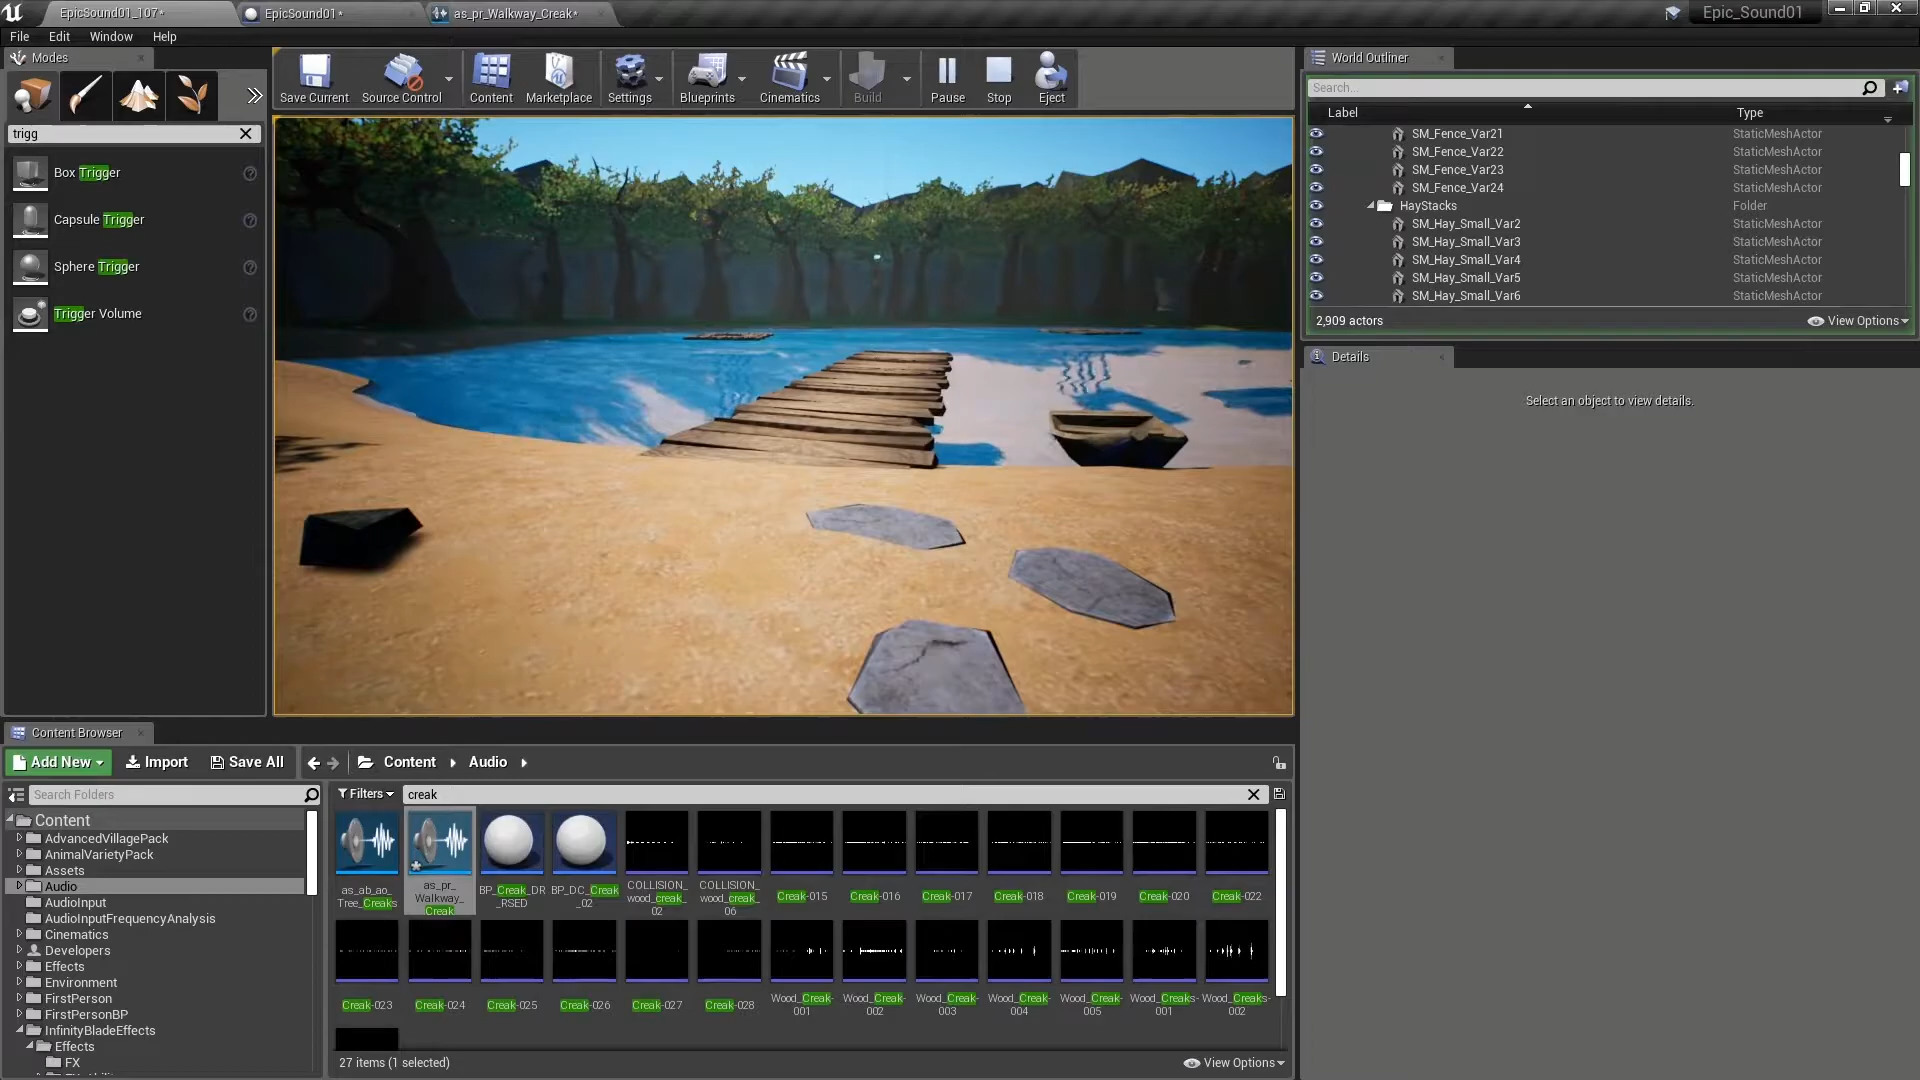 EpicSound01_107*
EpicSound01*
as_pr_Walkway_Creak*
Epic_Sound01
File Edit Window Help
Modes
Save Current
Source Control
Content
Marketplace
Settings
Blueprints
Cinematics
Build
Pause
Stop
Eject
trigg
Box Trigger
Capsule Trigger
Sphere Trigger
Trigger Volume
World Outliner
Search...
Label Type
SM_Fence_Var21 StaticMeshActor
SM_Fence_Var22 StaticMeshActor
SM_Fence_Var23 StaticMeshActor
SM_Fence_Var24 StaticMeshActor
HayStacks Folder
SM_Hay_Small_Var2 StaticMeshActor
SM_Hay_Small_Var3 StaticMeshActor
SM_Hay_Small_Var4 StaticMeshActor
SM_Hay_Small_Var5 StaticMeshActor
SM_Hay_Small_Var6 StaticMeshActor
2,909 actors
View Options
Details
Select an object to view details.
Content Browser
Add New
Import
Save All
Content
Audio
Search Folders
Content
AdvancedVillagePack
AnimalVarietyPack
Assets
Audio
AudioInput
AudioInputFrequencyAnalysis
Cinematics
Developers
Effects
Environment
FirstPerson
FirstPersonBP
InfinityBladeEffects
Effects
FX
Filters
creak
as_ab_ao_
Tree_Creaks
as_pr_
Walkway_
Creak
BP_Creak_DR
_RSED
BP_DC_Creak
_02
COLLISION_
wood_creak_
02
COLLISION_
wood_creak_
06
Creak-015
Creak-016
Creak-017
Creak-018
Creak-019
Creak-020
Creak-022
Creak-023
Creak-024
Creak-025
Creak-026
Creak-027
Creak-028
Wood_Creak-
001
Wood_Creak-
002
Wood_Creak-
003
Wood_Creak-
004
Wood_Creak-
005
Wood_Creaks-
001
Wood_Creaks-
002
27 items (1 selected)
View Options